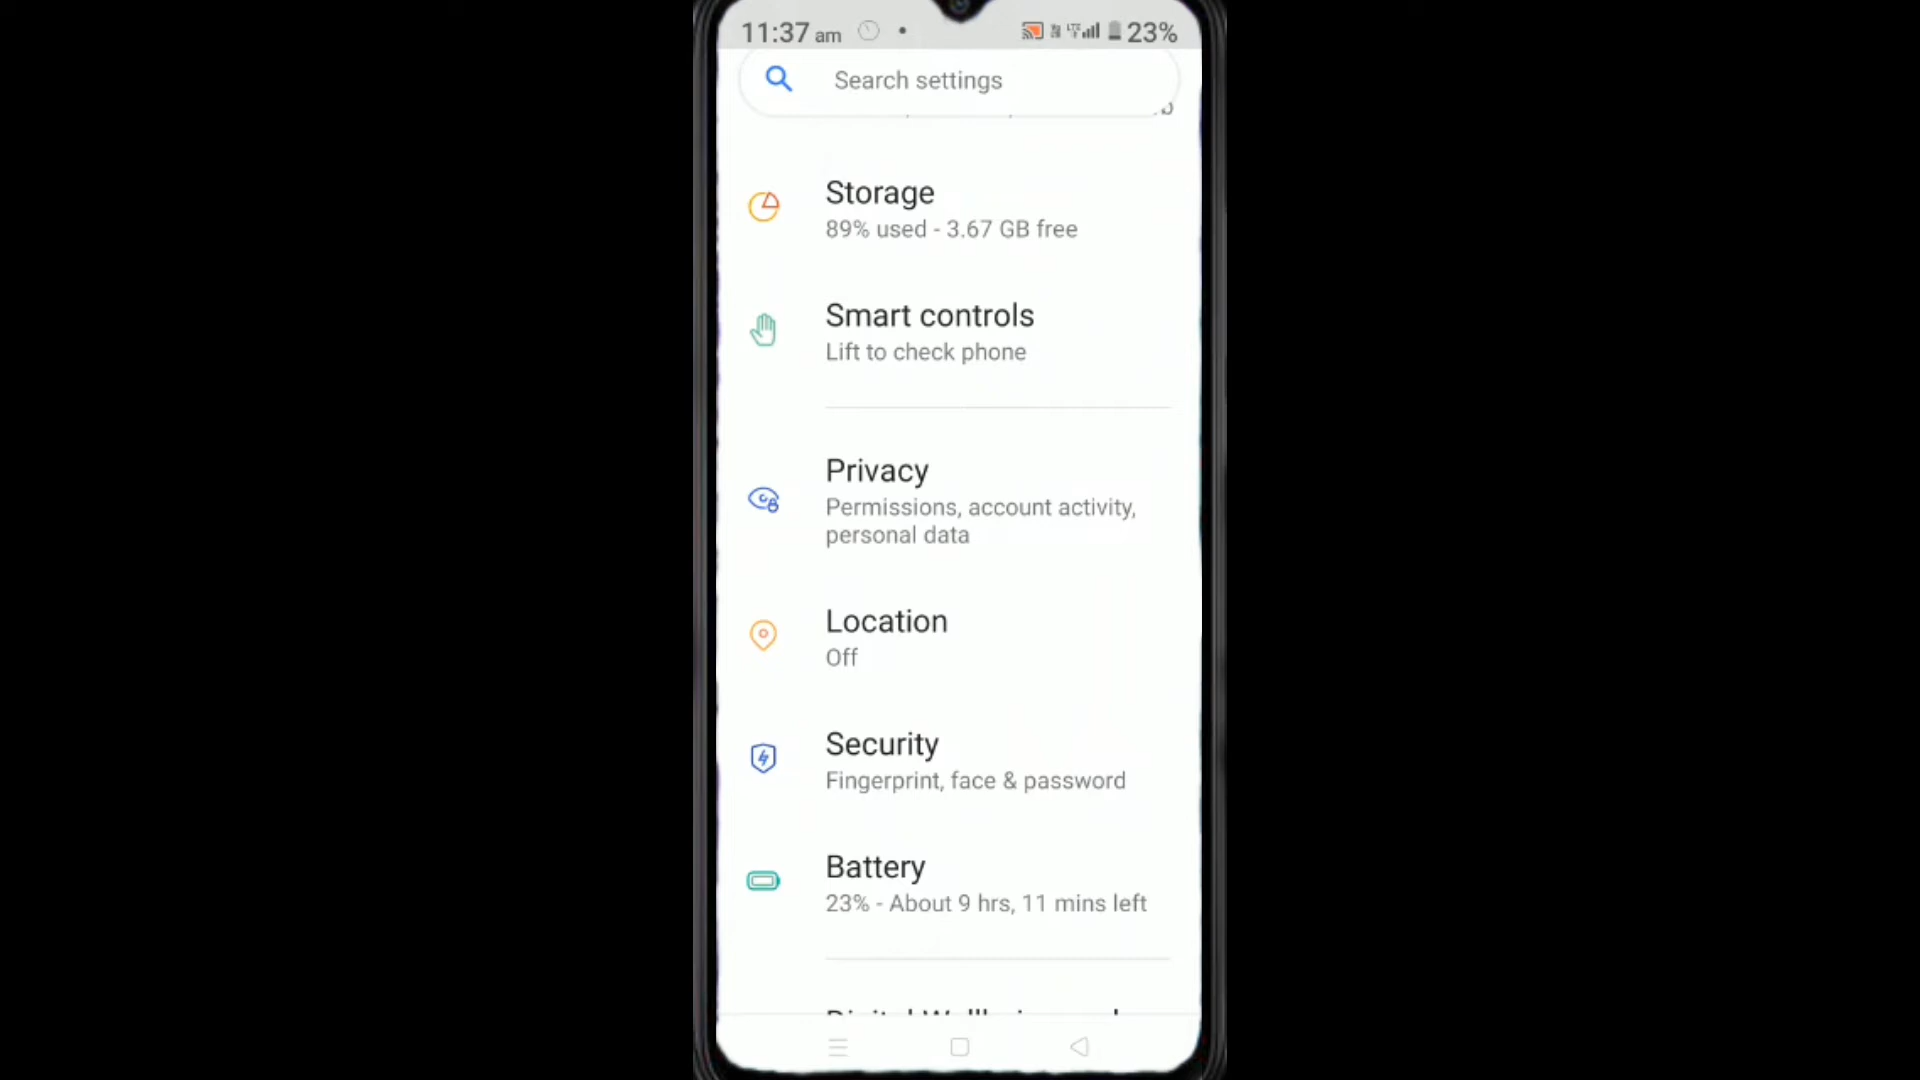 11:37 am 23%
Search settings
Storage
89% used - 3.67 GB free
Smart controls
Lift to check phone
Privacy
Permissions, account activity,
personal data
Location
Off
Security
Fingerprint, face & password
Battery
23% - About 9 hrs, 11 mins left